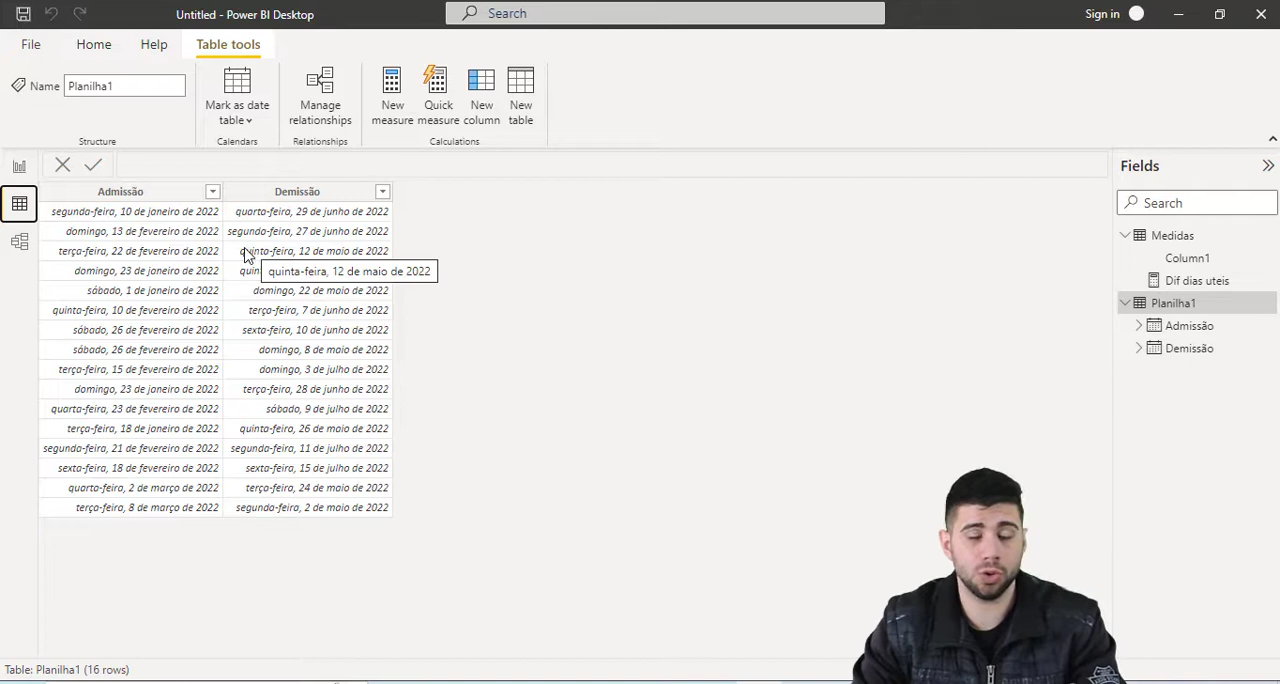 Untitled - Power BI Desktop
Search
Sign in
File
Home
Help
Table tools
Name
Planilha1
Mark as date
table
Manage
relationships
New
measure
Quick
measure
New
column
New
table
Structure
Calendars
Relationships
Calculations
Admissão
Demissão
segunda-feira, 10 de janeiro de 2022
quarta-feira, 29 de junho de 2022
domingo, 13 de fevereiro de 2022
segunda-feira, 27 de junho de 2022
terça-feira, 22 de fevereiro de 2022
quinta-feira, 12 de maio de 2022
domingo, 23 de janeiro de 2022
quinta-feira, 12 de maio de 2022
sábado, 1 de janeiro de 2022
domingo, 22 de maio de 2022
quinta-feira, 10 de fevereiro de 2022
terça-feira, 7 de junho de 2022
sábado, 26 de fevereiro de 2022
sexta-feira, 10 de junho de 2022
sábado, 26 de fevereiro de 2022
domingo, 8 de maio de 2022
terça-feira, 15 de fevereiro de 2022
domingo, 3 de julho de 2022
domingo, 23 de janeiro de 2022
terça-feira, 28 de junho de 2022
quarta-feira, 23 de fevereiro de 2022
sábado, 9 de julho de 2022
terça-feira, 18 de janeiro de 2022
quinta-feira, 26 de maio de 2022
segunda-feira, 21 de fevereiro de 2022
segunda-feira, 11 de julho de 2022
sexta-feira, 18 de fevereiro de 2022
sexta-feira, 15 de julho de 2022
quarta-feira, 2 de março de 2022
terça-feira, 24 de maio de 2022
terça-feira, 8 de março de 2022
segunda-feira, 2 de maio de 2022
Fields
Search
Medidas
Column1
Dif dias uteis
Planilha1
Admissão
Demissão
Table: Planilha1 (16 rows)